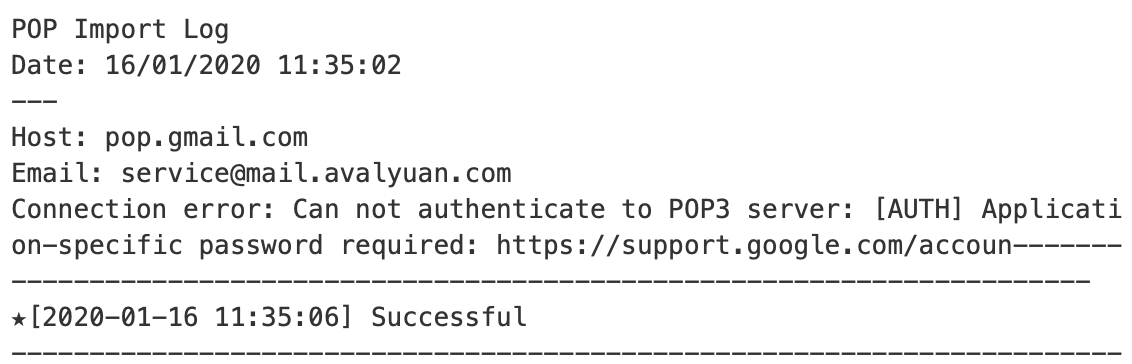 POP Import Log
Date: 16/01/2020 11:35:02
---
Host: pop.gmail.com
Email: service@mail.avalyuan.com
Connection error: Can not authenticate to POP3 server: [AUTH] Applicati
on-specific password required: https://support.google.com/accoun-------
---------------------------------------------------------------------
★[2020-01-16 11:35:06] Successful
-----------------------------------------------------------------------